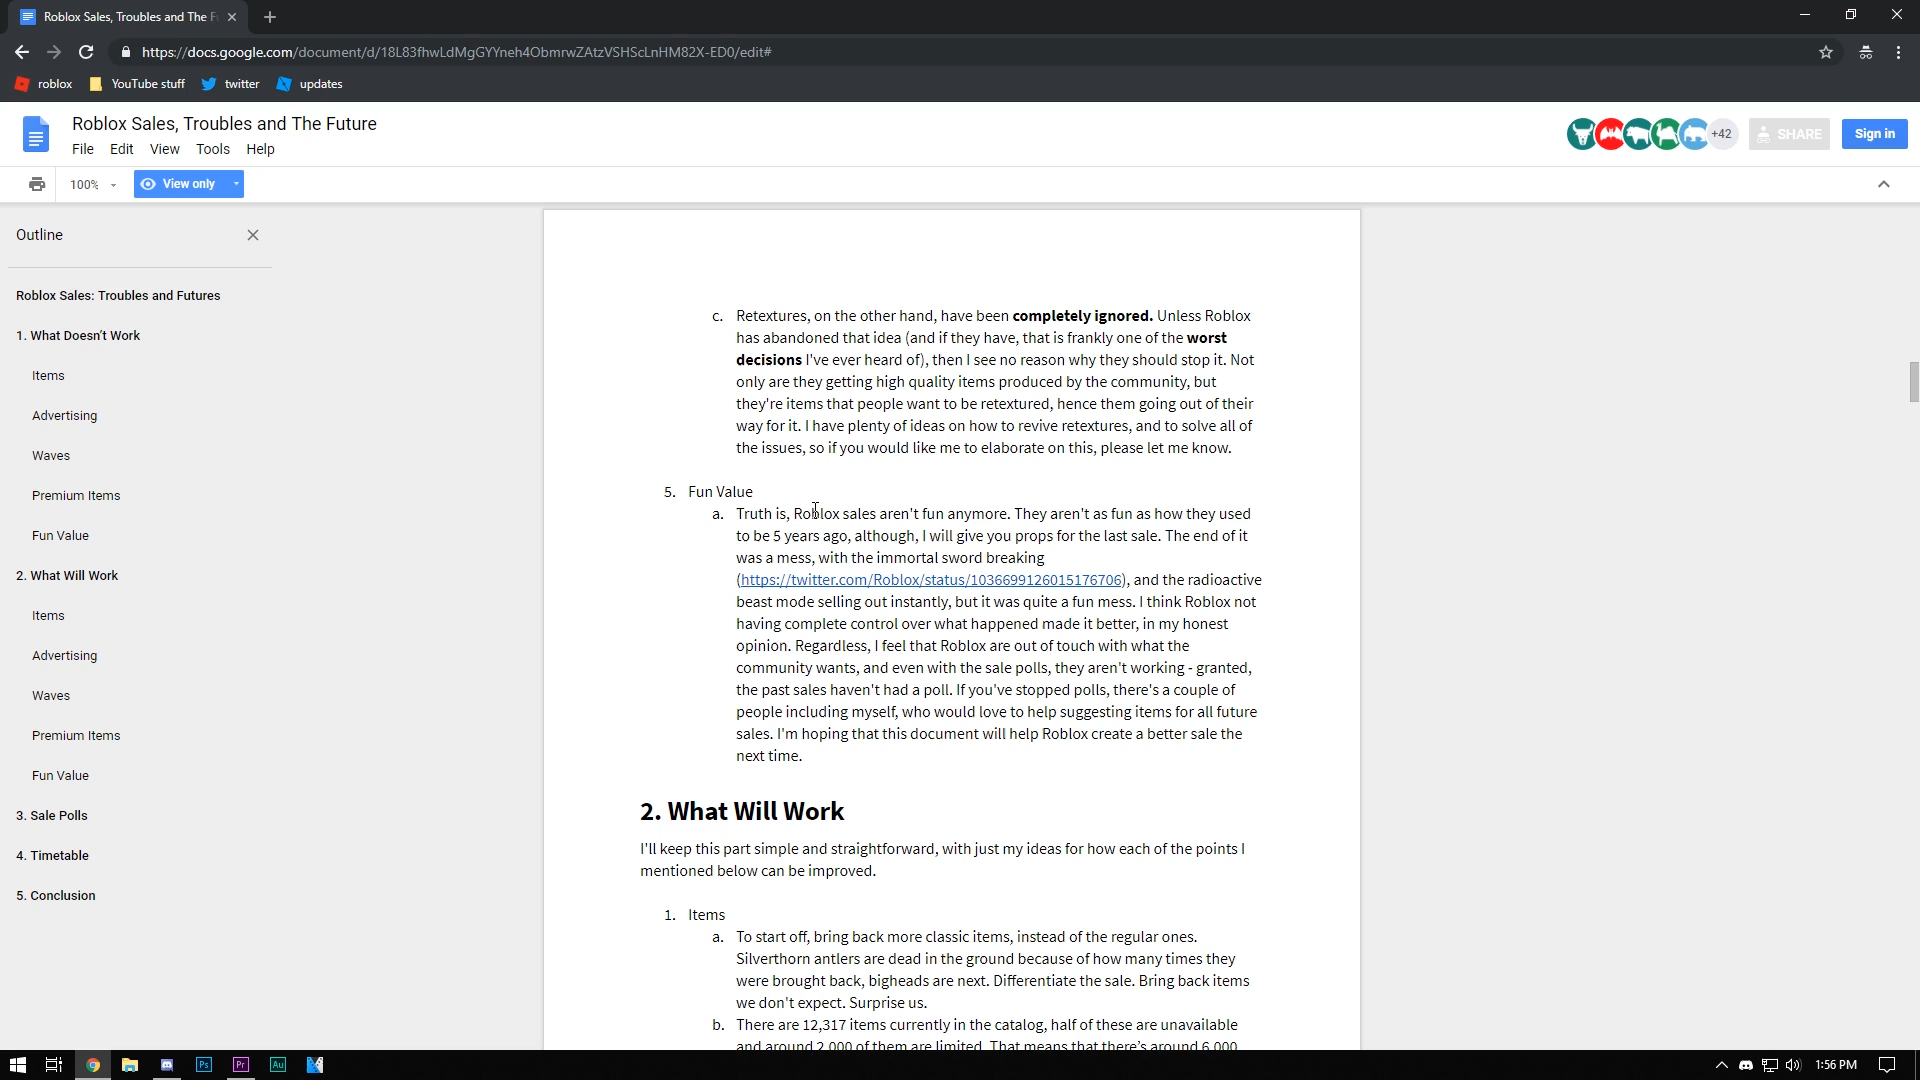 Roblox Sales, Troubles and The F
https://docs.google.com/document/d/18L83fhwLdMgGYYneh4ObmrwZAtzVSHScLnHM82X-ED0/edit#
roblox
YouTube stuff
twitter
updates
Roblox Sales, Troubles and The Future
File Edit View Tools Help
+42
SHARE
Sign in
100%
View only
Outline
Roblox Sales: Troubles and Futures
1. What Doesn't Work
Items
Advertising
Waves
Premium Items
Fun Value
2. What Will Work
Items
Advertising
Waves
Premium Items
Fun Value
3. Sale Polls
4. Timetable
5. Conclusion
c. Retextures, on the other hand, have been completely ignored. Unless Roblox
has abandoned that idea (and if they have, that is frankly one of the worst
decisions I've ever heard of), then I see no reason why they should stop it. Not
only are they getting high quality items produced by the community, but
they're items that people want to be retextured, hence them going out of their
way for it. I have plenty of ideas on how to revive retextures, and to solve all of
the issues, so if you would like me to elaborate on this, please let me know.
5. Fun Value
a. Truth is, Roblox sales aren't fun anymore. They aren't as fun as how they used
to be 5 years ago, although, I will give you props for the last sale. The end of it
was a mess, with the immortal sword breaking
(https://twitter.com/Roblox/status/1036699126015176706), and the radioactive
beast mode selling out instantly, but it was quite a fun mess. I think Roblox not
having complete control over what happened made it better, in my honest
opinion. Regardless, I feel that Roblox are out of touch with what the
community wants, and even with the sale polls, they aren't working - granted,
the past sales haven't had a poll. If you've stopped polls, there's a couple of
people including myself, who would love to help suggesting items for all future
sales. I'm hoping that this document will help Roblox create a better sale the
next time.
2. What Will Work
I'll keep this part simple and straightforward, with just my ideas for how each of the points I
mentioned below can be improved.
1. Items
a. To start off, bring back more classic items, instead of the regular ones.
Silverthorn antlers are dead in the ground because of how many times they
were brought back, bigheads are next. Differentiate the sale. Bring back items
we don't expect. Surprise us.
b. There are 12,317 items currently in the catalog, half of these are unavailable
and around 2,000 of them are limited. That means that there's around 6,000
Ps
Pr
Au
1:56 PM